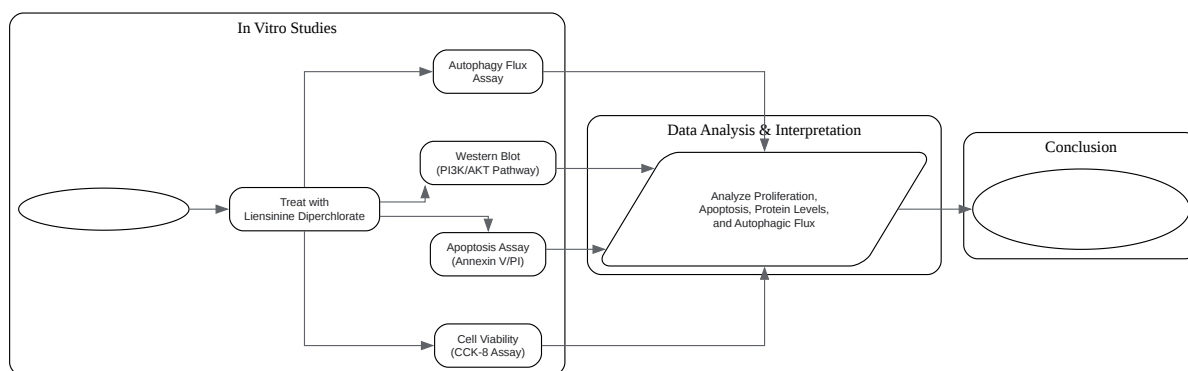 In Vitro Studies
Autophagy Flux
Assay
Western Blot
(PI3K/AKT Pathway)
Treat with
Liensinine Diperchlorate
Apoptosis Assay
(Annexin V/PI)
Cell Viability
(CCK-8 Assay)
Data Analysis & Interpretation
Analyze Proliferation,
Apoptosis, Protein Levels,
and Autophagic Flux
Conclusion